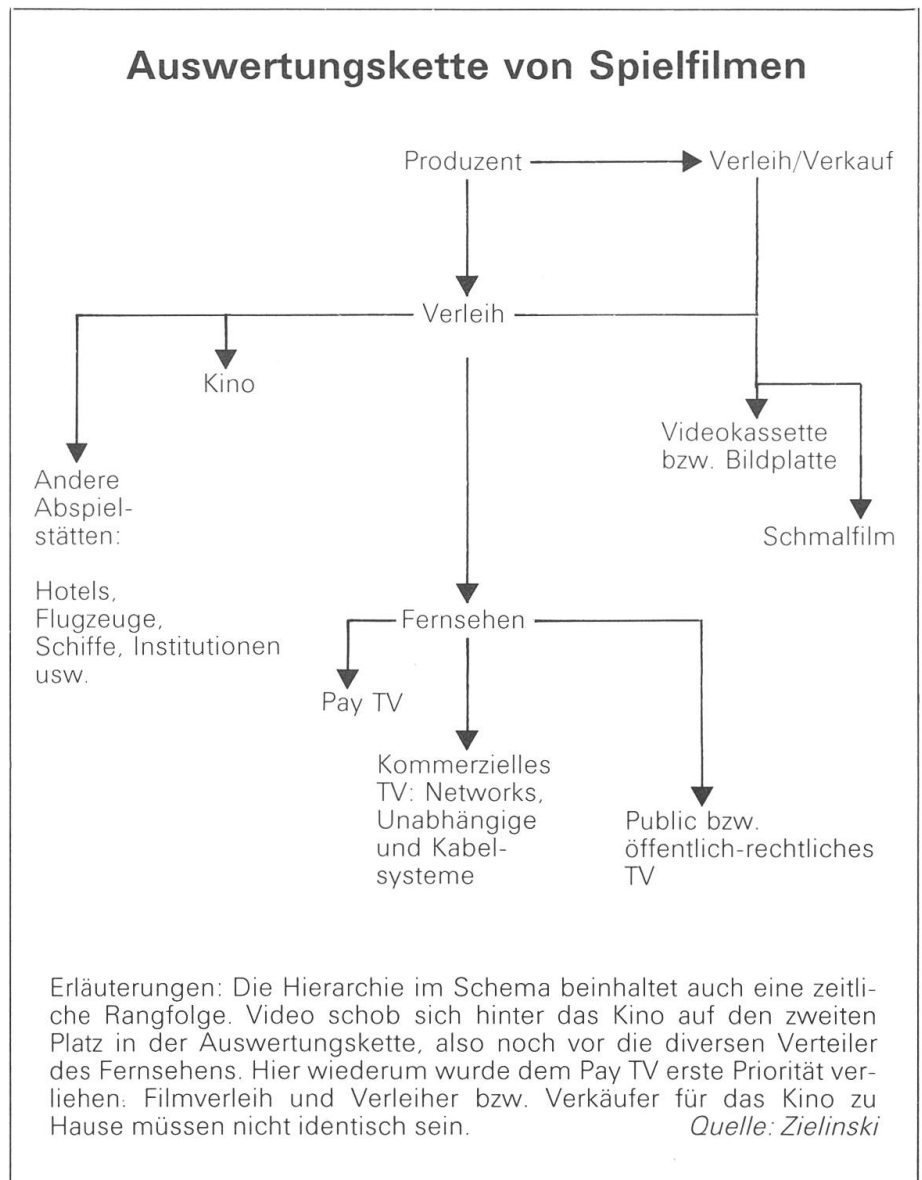 Auswertungskette von Spielfilmen
Produzent
Verleih/Verkauf
Verleih
Kino
Videokassette
bzw. Bildplatte
Andere
Abspiel-
stätten:
Schmalfilm
Hotels,
Flugzeuge,
Schiffe, Institutionen
usw.
Fernsehen
Pay TV
Kommerzielles
TV: Networks,
Unabhängige
und Kabel-
systeme
Public bzw.
öffentlich-rechtliches
TV
Erläuterungen: Die Hierarchie im Schema beinhaltet auch eine zeitli-
che Rangfolge. Video schob sich hinter das Kino auf den zweiten
Platz in der Auswertungskette, also noch vor die diversen Verteiler
des Fernsehens. Hier wiederum wurde dem Pay TV erste Priorität ver-
liehen. Filmverleih und Verleiher bzw. Verkäufer für das Kino zu
Hause müssen nicht identisch sein. Quelle: Zielinski